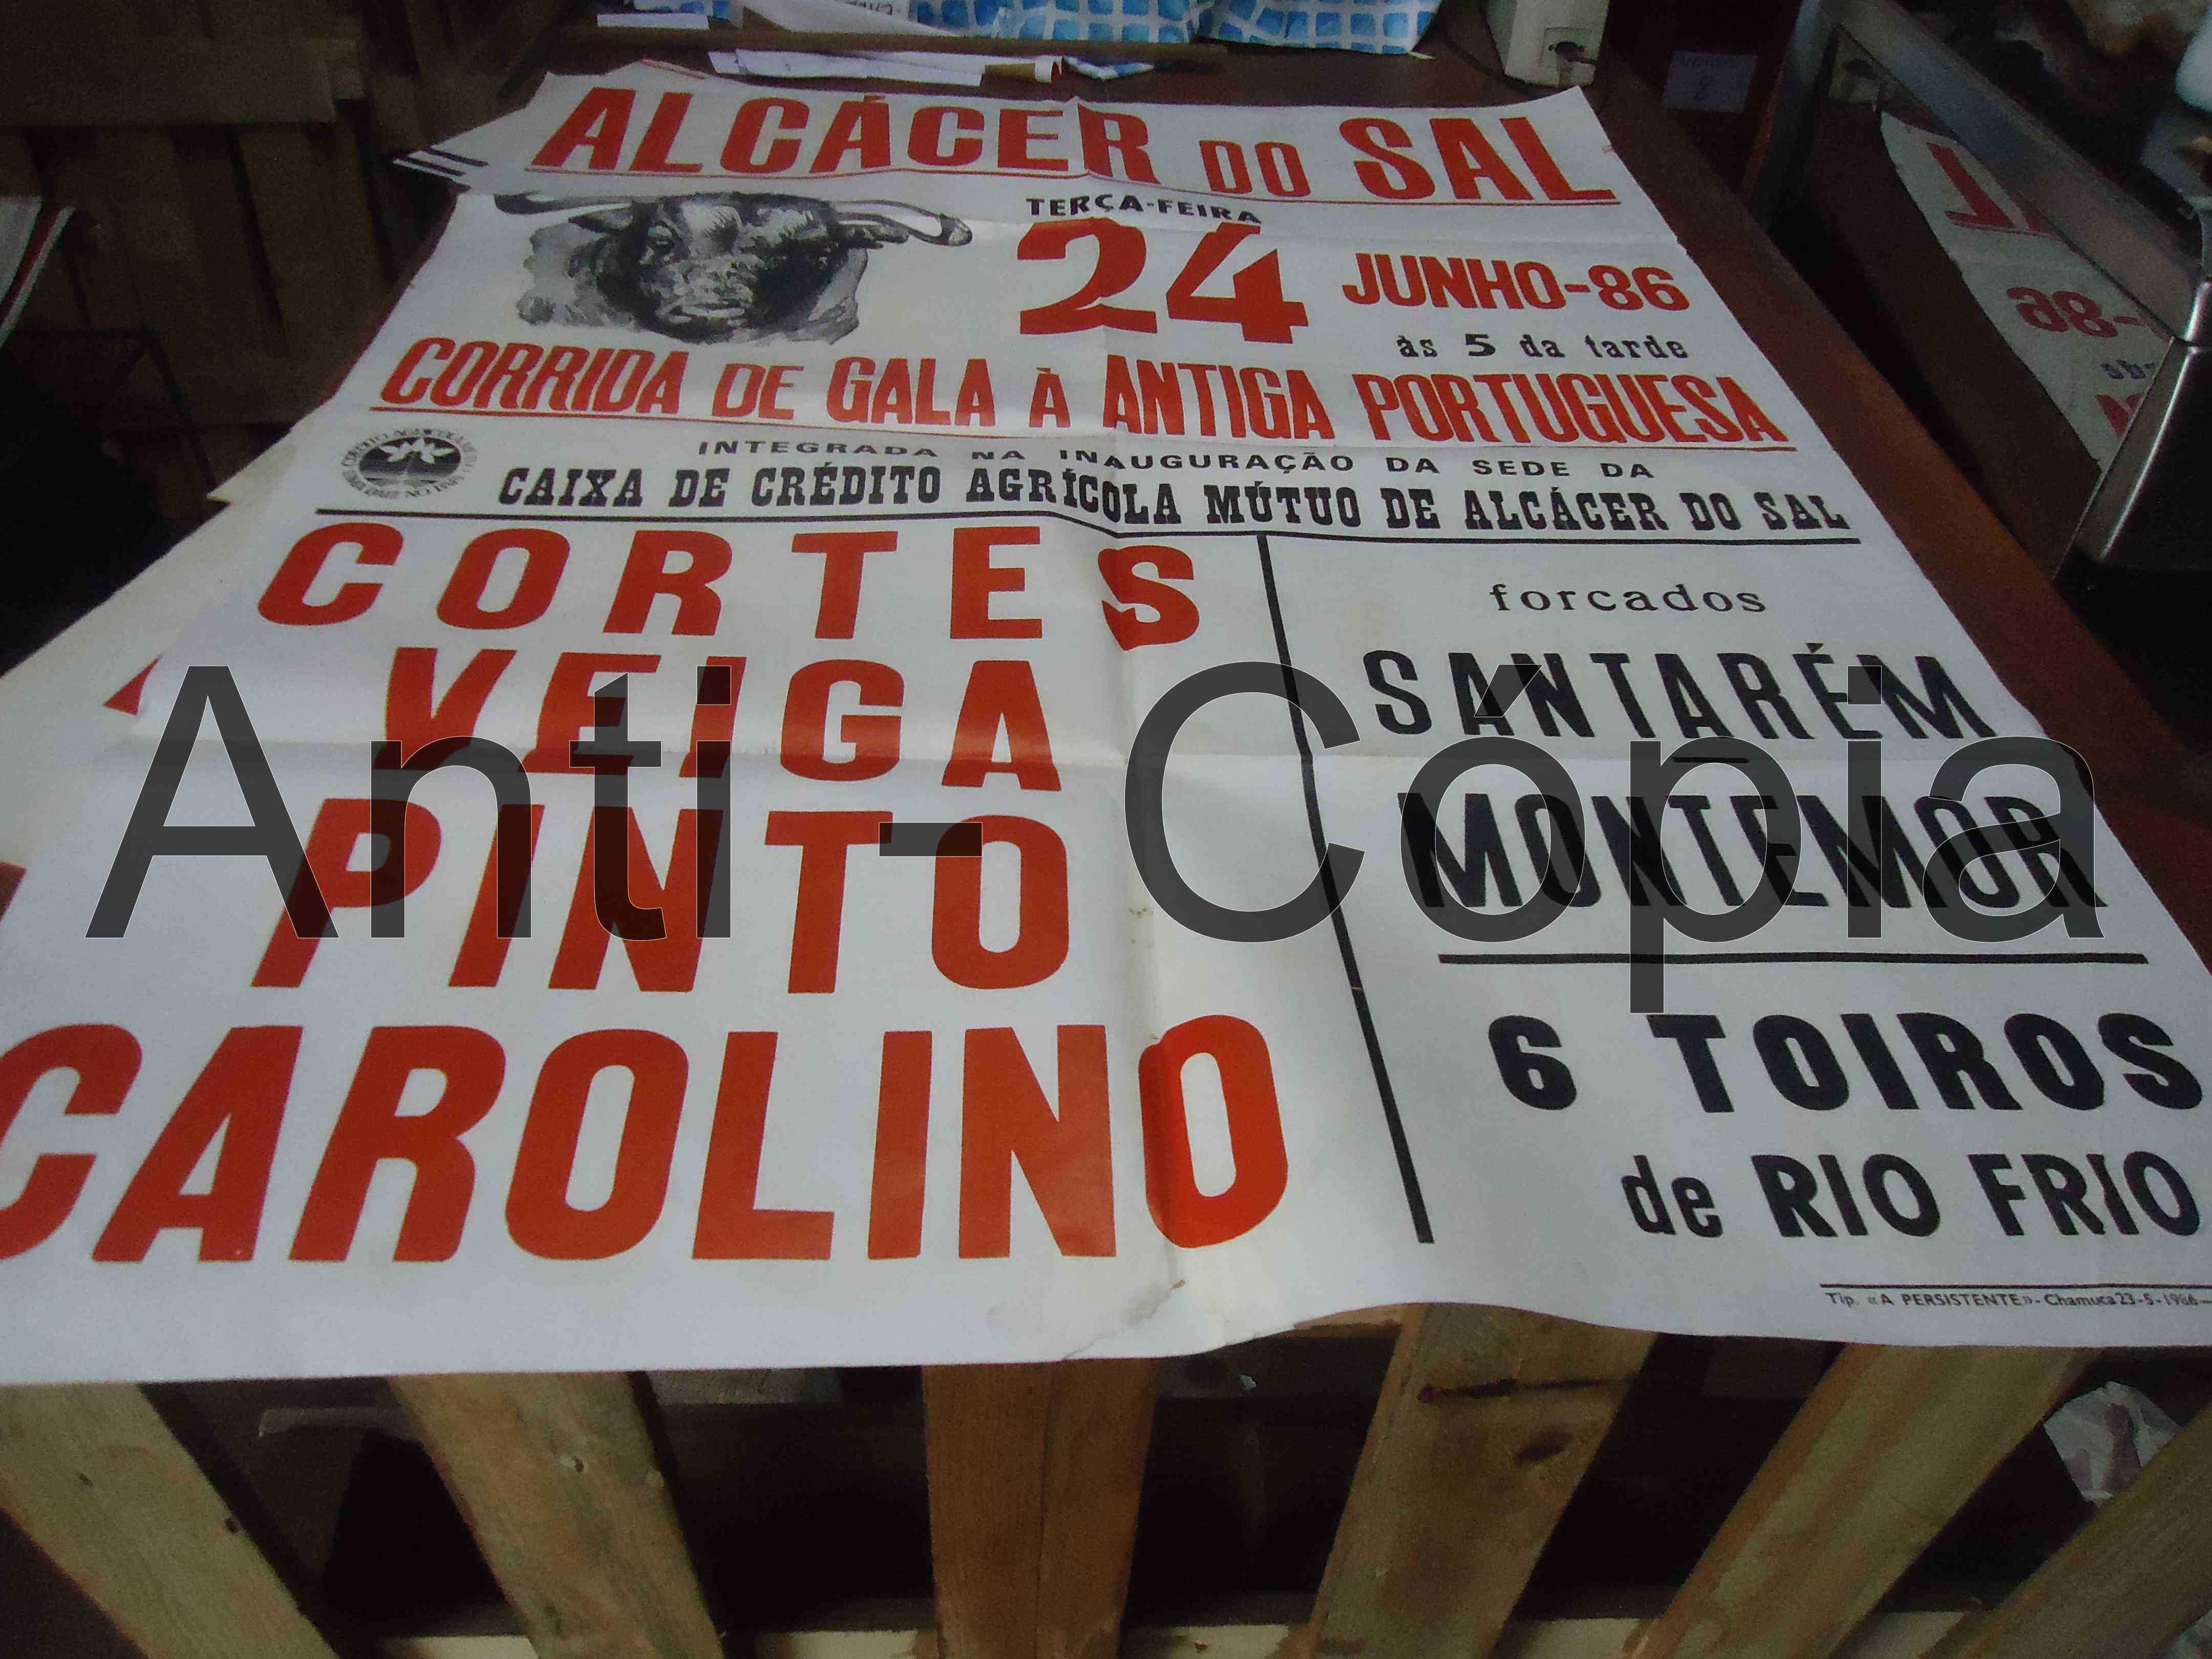 ALCÁCER DO SAL
TERÇA-FEIRA
24 JUNHO-86
às 5 da tarde
CORRIDA DE GALA À ANTIGA PORTUGUESA
INTEGRADA NA INAUGURAÇÃO DA SEDE DA
CAIXA DE CRÉDITO AGRÍCOLA MÚTUO DE ALCÁCER DO SAL
CORTES
VEIGA
PINTO
CAROLINO
forcados
SANTARÉM
MONTEMOR
6 TOIROS
de RIO FRIO
Tip. «A PERSISTENTE»-Chamusca 23-5-1986—
Anti - Cópia